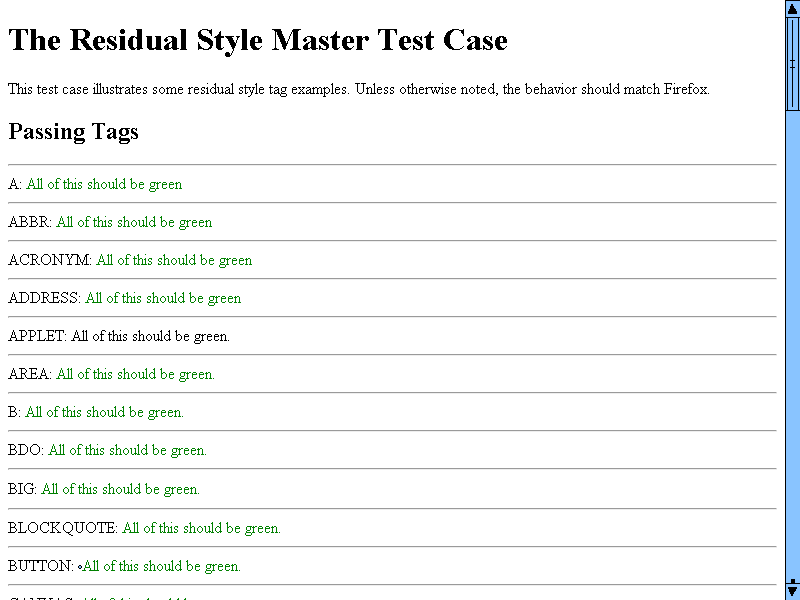 The Residual Style Master Test Case
This test case illustrates some residual style tag examples. Unless otherwise noted, the behavior should match Firefox.
Passing Tags
A: All of this should be green
ABBR: All of this should be green
ACRONYM: All of this should be green
ADDRESS: All of this should be green
APPLET: All of this should be green.
AREA: All of this should be green.
B: All of this should be green.
BDO: All of this should be green.
BIG: All of this should be green.
BLOCKQUOTE: All of this should be green.
BUTTON: All of this should be green.